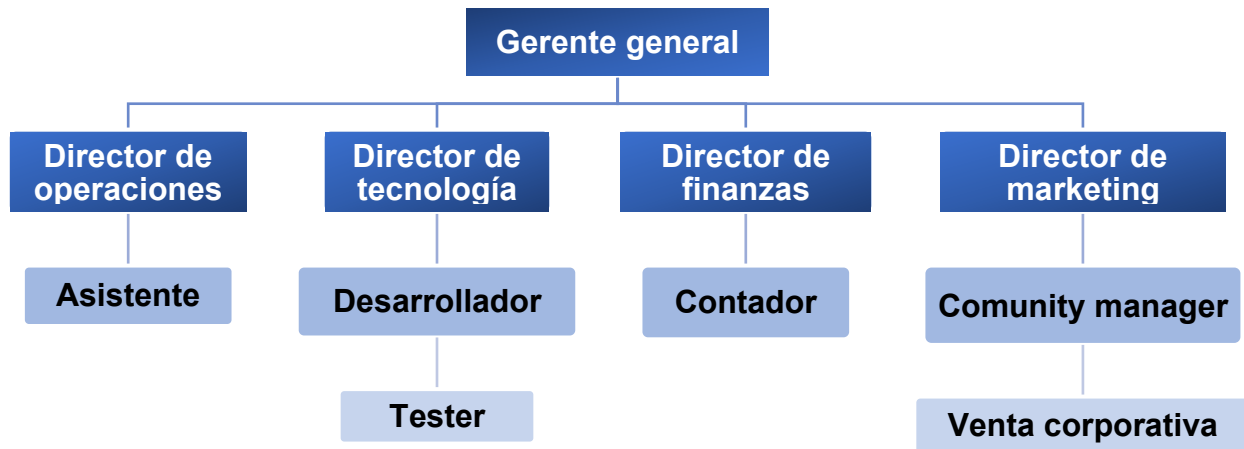 Gerente general
Director de
operaciones
Director de
tecnología
Director de
finanzas
Director de
marketing
Asistente
Desarrollador
Contador
Comunity manager
Tester
Venta corporativa